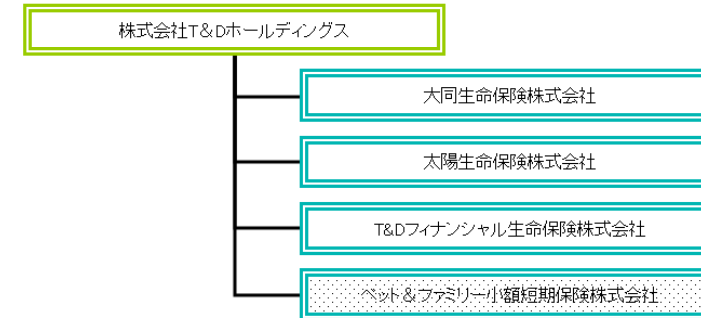 株式会社T&Dホールディングス
大同生命保険株式会社
太陽生命保険株式会社
T&Dフィナンシャル生命保険株式会社
ペット&ファミリー小額短期保険株式会社